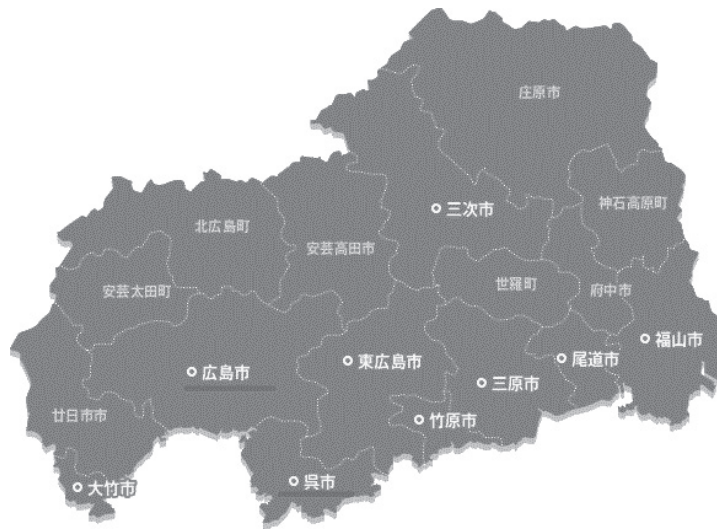 庄原市
三次市
神石高原町
北広島町
安芸高田市
安芸太田町
世羅町
府中市
福山市
広島市
東広島市
尾道市
三原市
廿日市市
竹原市
大竹市
呉市